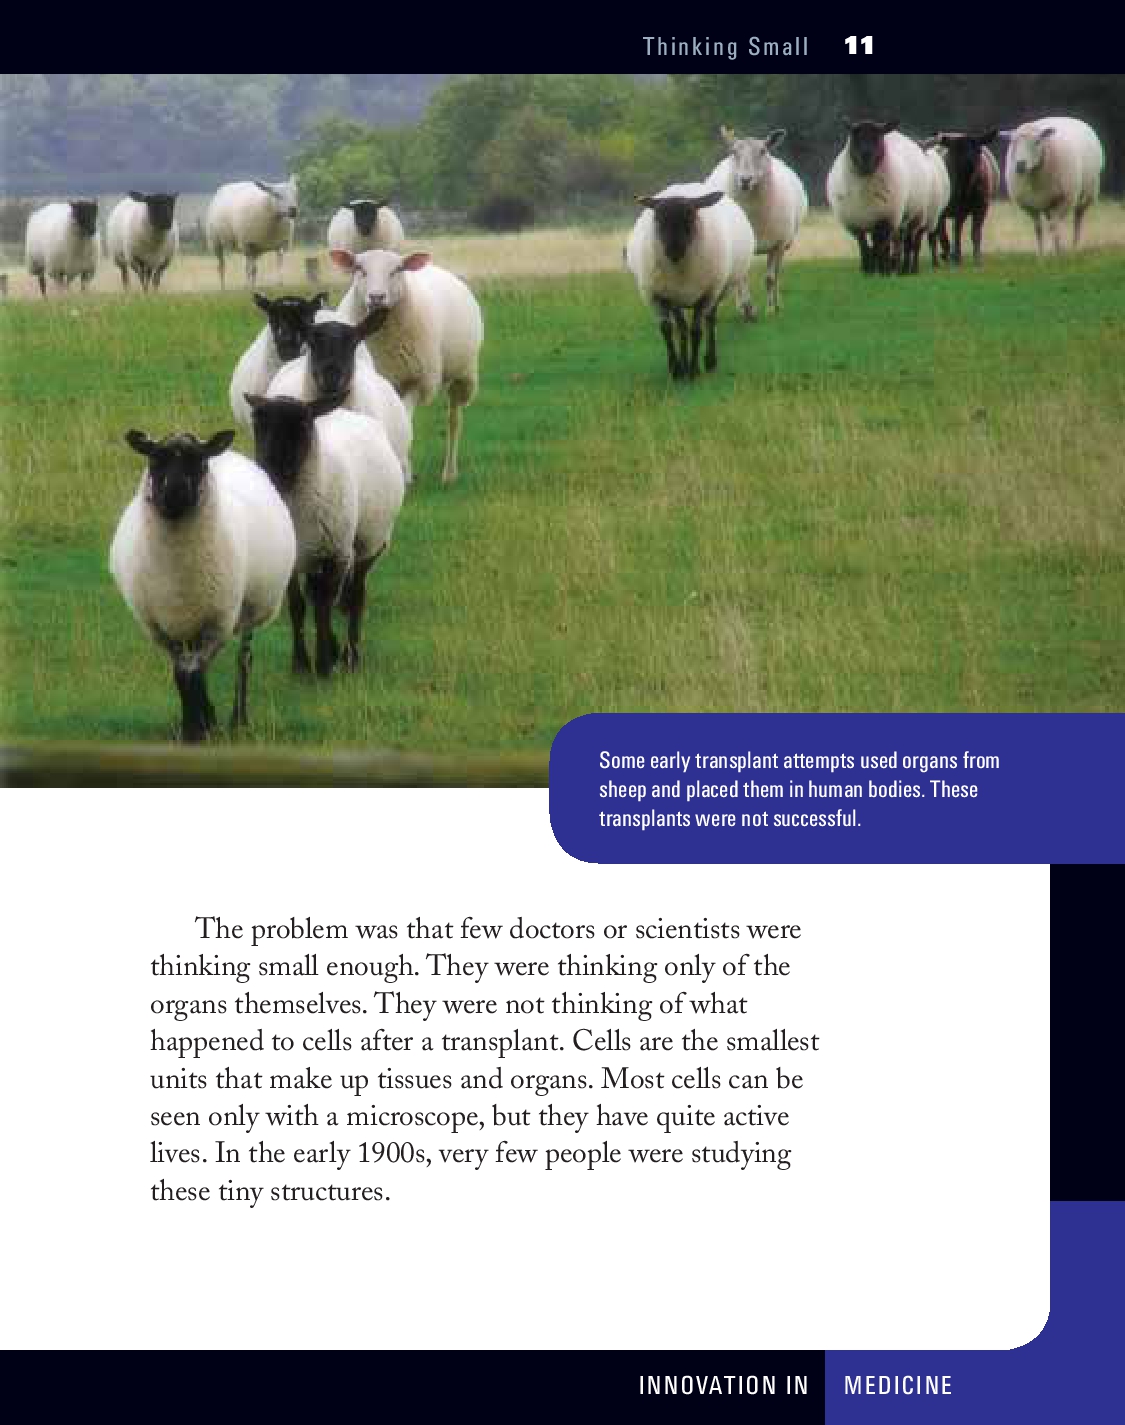 Thinking Small 11
Some early transplant attempts used organs from
sheep and placed them in human bodies. These
transplants were not successful.
The problem was that few doctors or scientists were
thinking small enough. They were thinking only of the
organs themselves. They were not thinking of what
happened to cells after a transplant. Cells are the smallest
units that make up tissues and organs. Most cells can be
seen only with a microscope, but they have quite active
lives. In the early 1900s, very few people were studying
these tiny structures.
INNOVATION IN MEDICINE